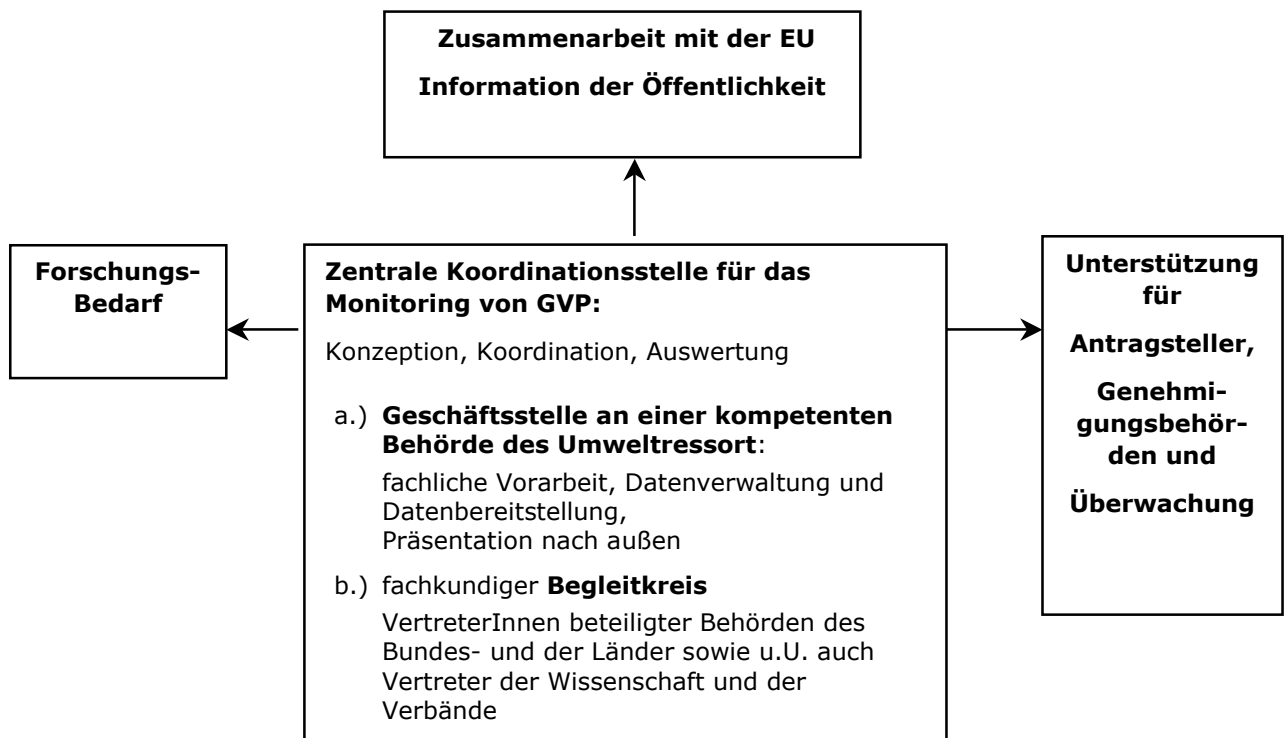 Zusammenarbeit mit der EU
Information der Öffentlichkeit
Forschungs-
Bedarf
Zentrale Koordinationsstelle für das
Monitoring von GVP:
Konzeption, Koordination, Auswertung
a.) Geschäftsstelle an einer kompetenten
Behörde des Umweltressort:
fachliche Vorarbeit, Datenverwaltung und
Datenbereitstellung,
Präsentation nach außen
b.) fachkundiger Begleitkreis
VertreterInnen beteiligter Behörden des
Bundes- und der Länder sowie u.U. auch
Vertreter der Wissenschaft und der
Verbände
Unterstützung
für
Antragsteller,
Genehmi-
gungsbehör-
den und
Überwachung